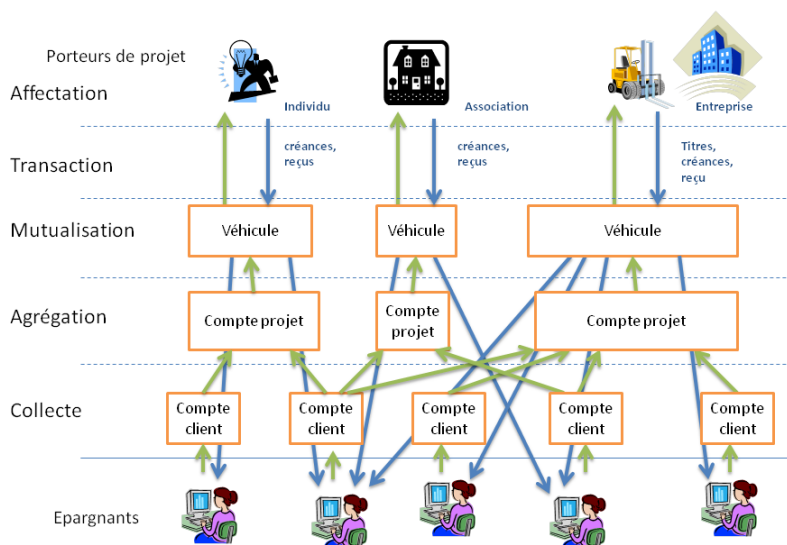 Porteurs de projet
Affectation
Individu
Association
Entreprise
Transaction
créances,
reçus
créances,
reçus
Titres,
créances,
reçu
Mutualisation
Véhicule
Véhicule
Véhicule
Agrégation
Compte projet
Compte
projet
Compte projet
Collecte
Compte
client
Compte
client
Compte
client
Compte
client
Compte
client
Epargnants